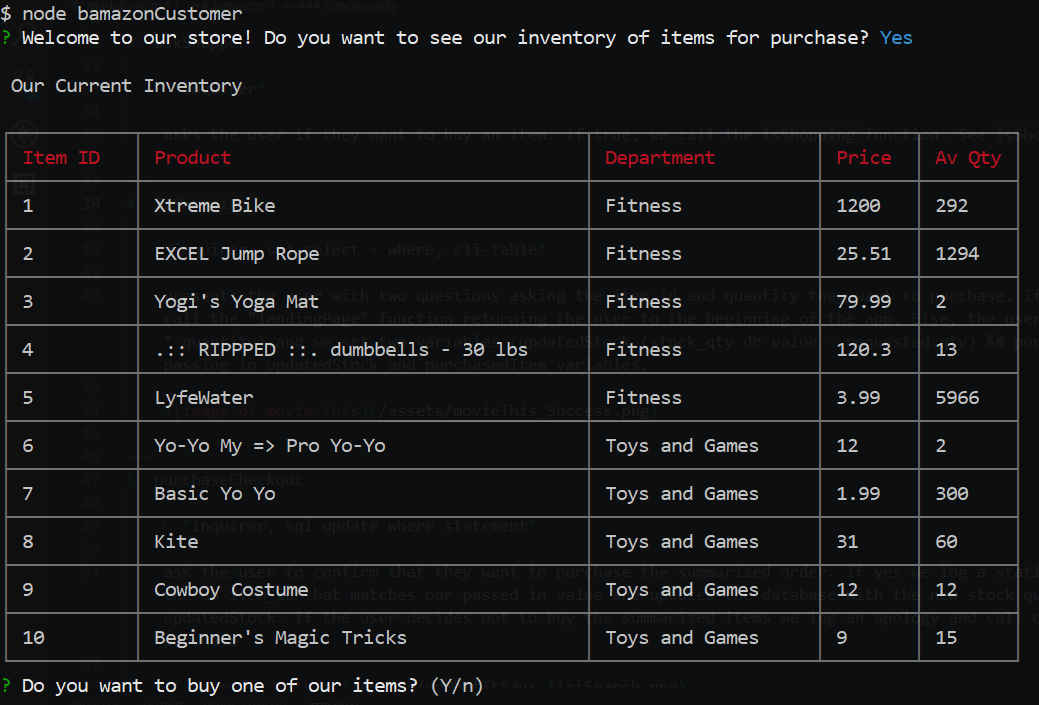 $ node bamazonCustomer
? Welcome to our store! Do you want to see our inventory of items for purchase? Yes
Our Current Inventory
Item ID Product Department Price Av Qty
1 Xtreme Bike Fitness 1200 292
2 EXCEL Jump Rope Fitness 25.51 1294
3 Yogi's Yoga Mat Fitness 79.99 2
4 .:: RIPPPED ::. dumbbells - 30 lbs Fitness 120.3 13
5 LyfeWater Fitness 3.99 5966
6 Yo-Yo My => Pro Yo-Yo Toys and Games 12 2
7 Basic Yo Yo Toys and Games 1.99 300
8 Kite Toys and Games 31 60
9 Cowboy Costume Toys and Games 12 12
10 Beginner's Magic Tricks Toys and Games 9 15
? Do you want to buy one of our items? (Y/n)